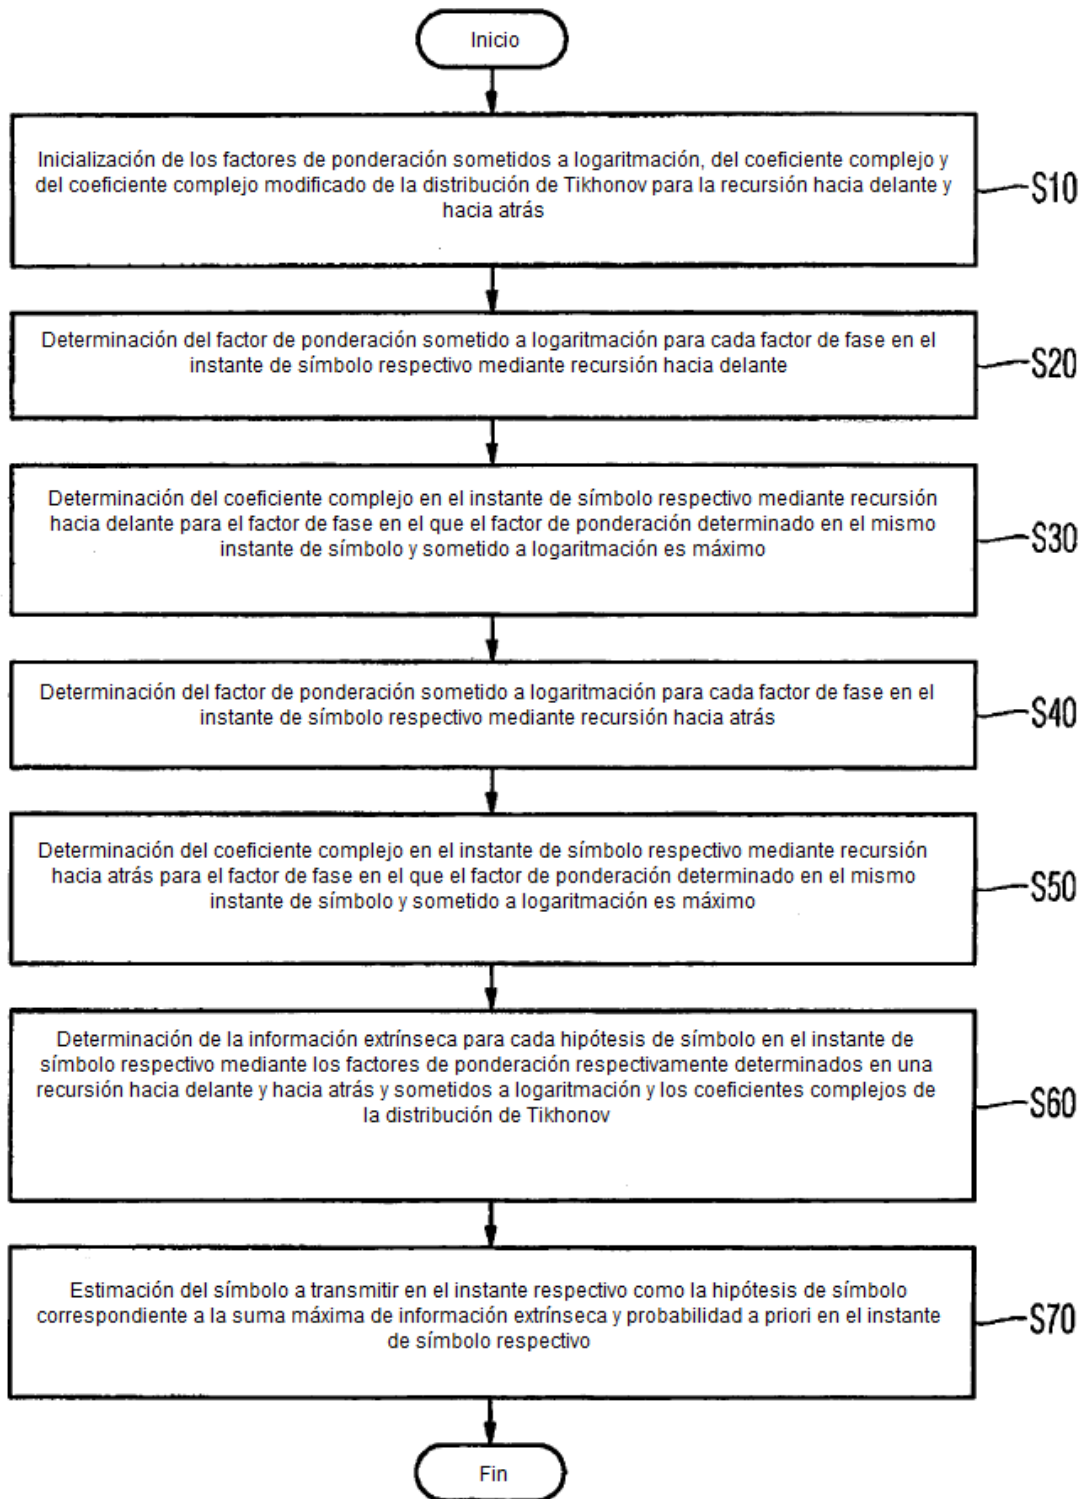 Inicio
Inicialización de los factores de ponderación sometidos a logaritmación, del coeficiente complejo y
del coeficiente complejo modificado de la distribución de Tikhonov para la recursión hacia delante y
hacia atrás
S10
Determinación del factor de ponderación sometido a logaritmación para cada factor de fase en el
instante de símbolo respectivo mediante recursión hacia delante
S20
Determinación del coeficiente complejo en el instante de símbolo respectivo mediante recursión
hacia delante para el factor de fase en el que el factor de ponderación determinado en el mismo
instante de símbolo y sometido a logaritmación es máximo
S30
Determinación del factor de ponderación sometido a logaritmación para cada factor de fase en el
instante de símbolo respectivo mediante recursión hacia atrás
S40
Determinación del coeficiente complejo en el instante de símbolo respectivo mediante recursión
hacia atrás para el factor de fase en el que el factor de ponderación determinado en el mismo
instante de símbolo y sometido a logaritmación es máximo
S50
Determinación de la información extrínseca para cada hipótesis de símbolo en el instante de
símbolo respectivo mediante los factores de ponderación respectivamente determinados en una
recursión hacia delante y hacia atrás y sometidos a logaritmación y los coeficientes complejos de
la distribución de Tikhonov
S60
Estimación del símbolo a transmitir en el instante respectivo como la hipótesis de símbolo
correspondiente a la suma máxima de información extrínseca y probabilidad a priori en el instante
de símbolo respectivo
S70
Fin